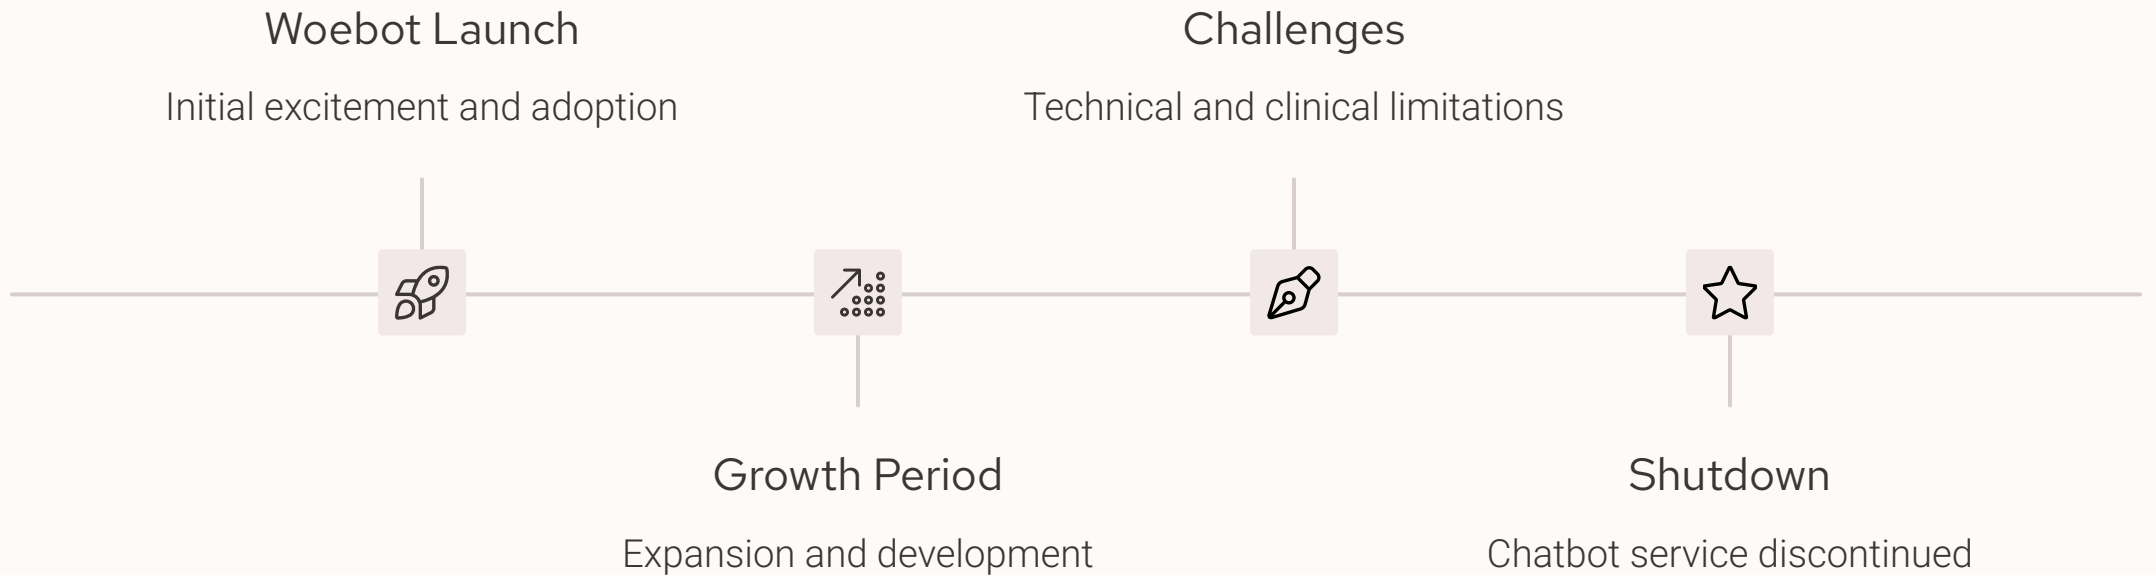 Woebot Launch
Initial excitement and adoption
Growth Period
Expansion and development
Challenges
Technical and clinical limitations
Shutdown
Chatbot service discontinued